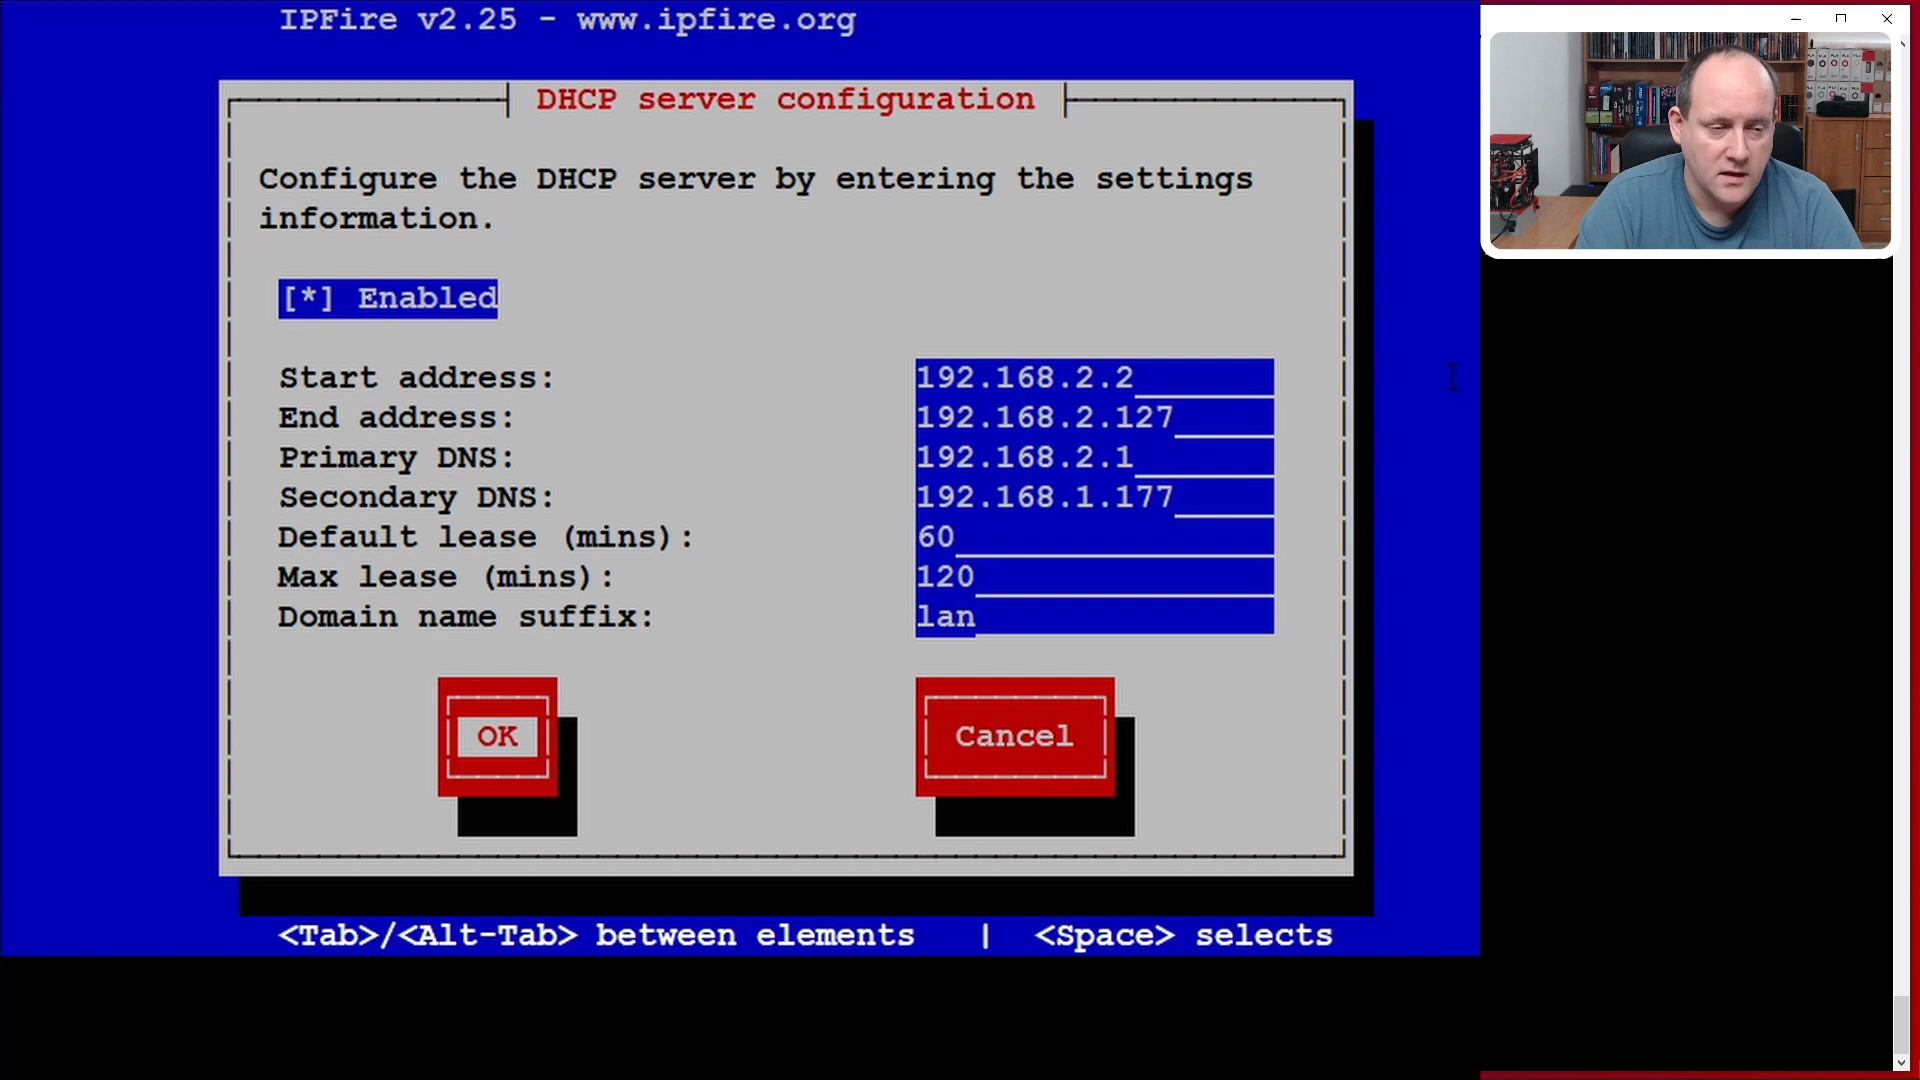 IPFire v2.25 - www.ipfire.org
DHCP server configuration
Configure the DHCP server by entering the settings
information.
[*] Enabled
Start address: 192.168.2.2
End address: 192.168.2.127
Primary DNS: 192.168.2.1
Secondary DNS: 192.168.1.177
Default lease (mins): 60
Max lease (mins): 120
Domain name suffix: lan
OK Cancel
<Tab>/<Alt-Tab> between elements | <Space> selects